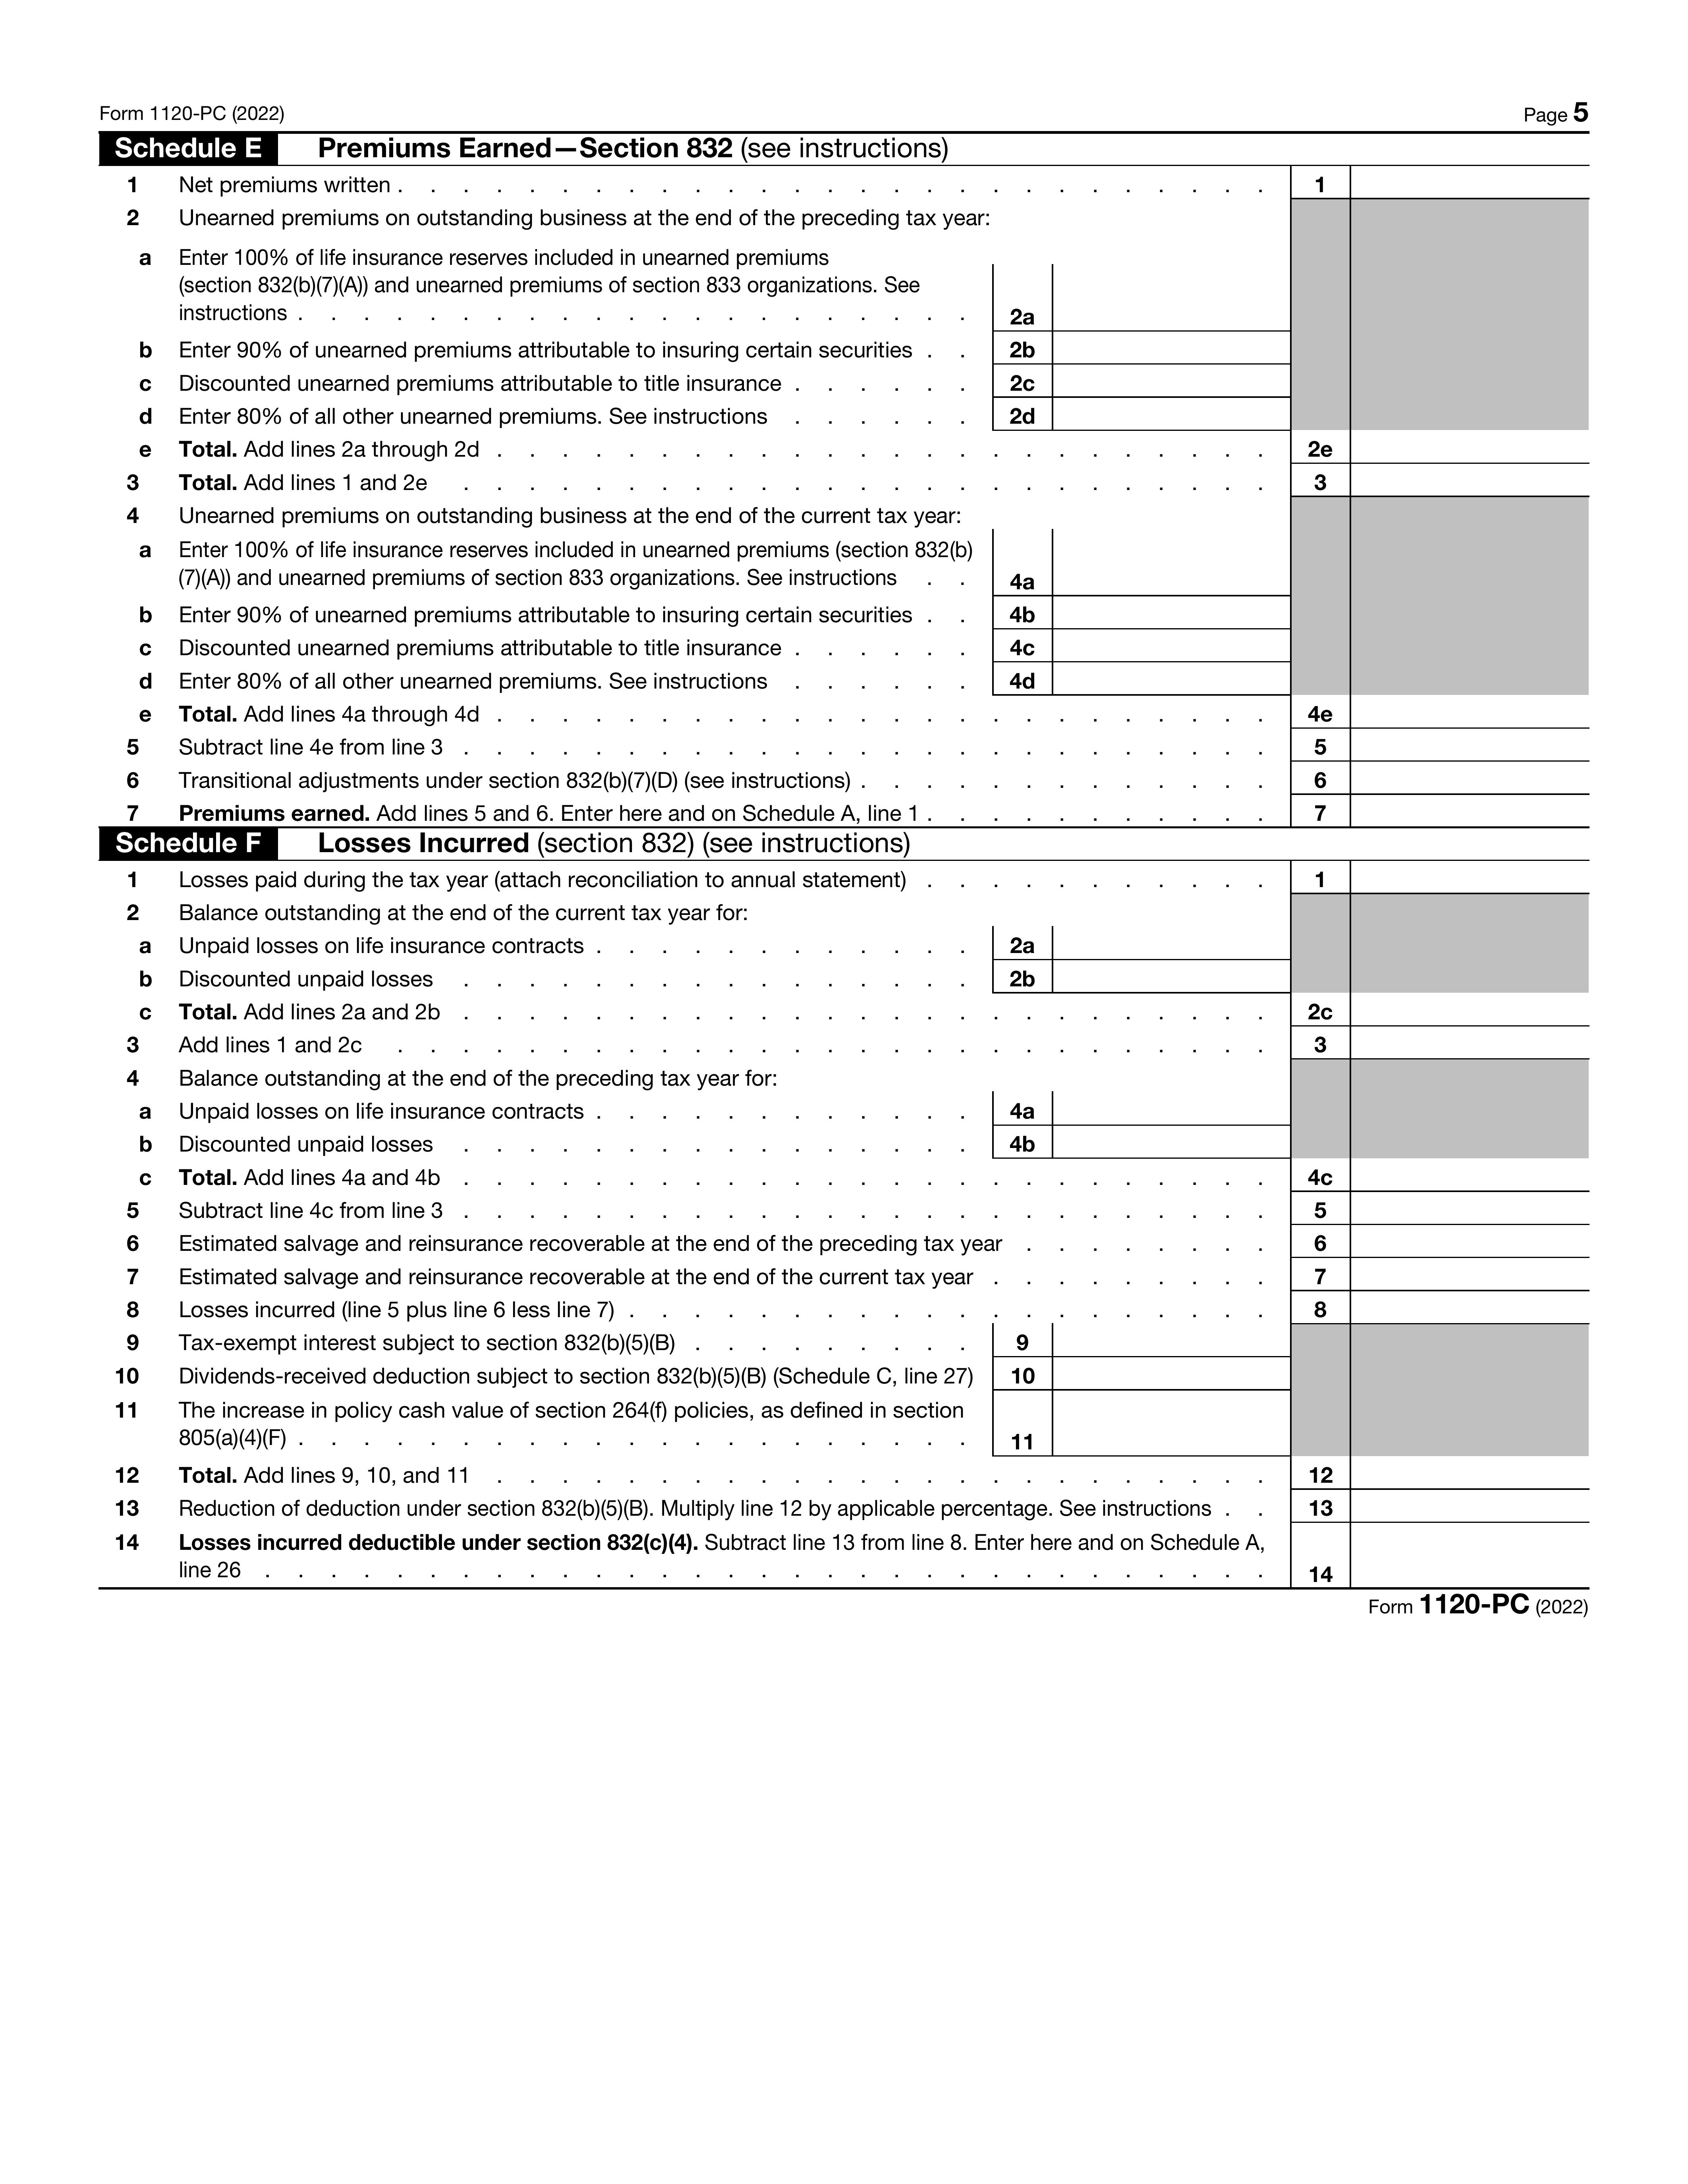 Form 1120-PC (2022) Page 5
Schedule E Premiums Earned—Section 832 (see instructions)
1 Net premiums written . . . . . . . . . . . . . . . . . . . . . . . . . . . 1
2 Unearned premiums on outstanding business at the end of the preceding tax year:
a Enter 100% of life insurance reserves included in unearned premiums
(section 832(b)(7)(A)) and unearned premiums of section 833 organizations. See
instructions . . . . . . . . . . . . . . . . . . . . . 2a
b Enter 90% of unearned premiums attributable to insuring certain securities . . 2b
c Discounted unearned premiums attributable to title insurance . . . . . . 2c
d Enter 80% of all other unearned premiums. See instructions . . . . . . 2d
e Total. Add lines 2a through 2d . . . . . . . . . . . . . . . . . . . . . . . . 2e
3 Total. Add lines 1 and 2e . . . . . . . . . . . . . . . . . . . . . . . . . 3
4 Unearned premiums on outstanding business at the end of the current tax year:
a Enter 100% of life insurance reserves included in unearned premiums (section 832(b)
(7)(A)) and unearned premiums of section 833 organizations. See instructions . . 4a
b Enter 90% of unearned premiums attributable to insuring certain securities . . 4b
c Discounted unearned premiums attributable to title insurance . . . . . . 4c
d Enter 80% of all other unearned premiums. See instructions . . . . . . 4d
e Total. Add lines 4a through 4d . . . . . . . . . . . . . . . . . . . . . . . . 4e
5 Subtract line 4e from line 3 . . . . . . . . . . . . . . . . . . . . . . . . . 5
6 Transitional adjustments under section 832(b)(7)(D) (see instructions) . . . . . . . . . . . . . 6
7 Premiums earned. Add lines 5 and 6. Enter here and on Schedule A, line 1 . . . . . . . . . . . 7
Schedule F Losses Incurred (section 832) (see instructions)
1 Losses paid during the tax year (attach reconciliation to annual statement) . . . . . . . . . . . 1
2 Balance outstanding at the end of the current tax year for:
a Unpaid losses on life insurance contracts . . . . . . . . . . . . 2a
b Discounted unpaid losses . . . . . . . . . . . . . . . . 2b
c Total. Add lines 2a and 2b . . . . . . . . . . . . . . . . . . . . . . . . . 2c
3 Add lines 1 and 2c . . . . . . . . . . . . . . . . . . . . . . . . . . . 3
4 Balance outstanding at the end of the preceding tax year for:
a Unpaid losses on life insurance contracts . . . . . . . . . . . . 4a
b Discounted unpaid losses . . . . . . . . . . . . . . . . 4b
c Total. Add lines 4a and 4b . . . . . . . . . . . . . . . . . . . . . . . . . 4c
5 Subtract line 4c from line 3 . . . . . . . . . . . . . . . . . . . . . . . . . 5
6 Estimated salvage and reinsurance recoverable at the end of the preceding tax year . . . . . . . . 6
7 Estimated salvage and reinsurance recoverable at the end of the current tax year . . . . . . . . . 7
8 Losses incurred (line 5 plus line 6 less line 7) . . . . . . . . . . . . . . . . . . . . 8
9 Tax-exempt interest subject to section 832(b)(5)(B) . . . . . . . . . 9
10 Dividends-received deduction subject to section 832(b)(5)(B) (Schedule C, line 27) 10
11 The increase in policy cash value of section 264(f) policies, as defined in section
805(a)(4)(F) . . . . . . . . . . . . . . . . . . . . . 11
12 Total. Add lines 9, 10, and 11 . . . . . . . . . . . . . . . . . . . . . . . . 12
13 Reduction of deduction under section 832(b)(5)(B). Multiply line 12 by applicable percentage. See instructions . . 13
14 Losses incurred deductible under section 832(c)(4). Subtract line 13 from line 8. Enter here and on Schedule A,
line 26 . . . . . . . . . . . . . . . . . . . . . . . . . . . . . . . 14
Form 1120-PC (2022)